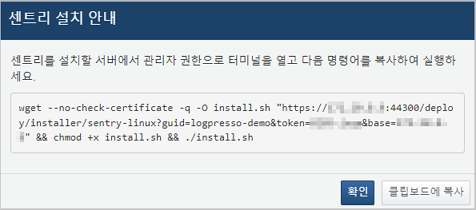 센트리 설치 안내
센트리를 설치할 서버에서 관리자 권한으로 터미널을 열고 다음 명령어를 복사하여 실행하
세요.
wget --no-check-certificate -q -O install.sh "https://:44300/deplo
y/installer/sentry-linux?guid=logpresso-demo&token=&base=
" && chmod +x install.sh && ./install.sh
확인
클립보드에 복사